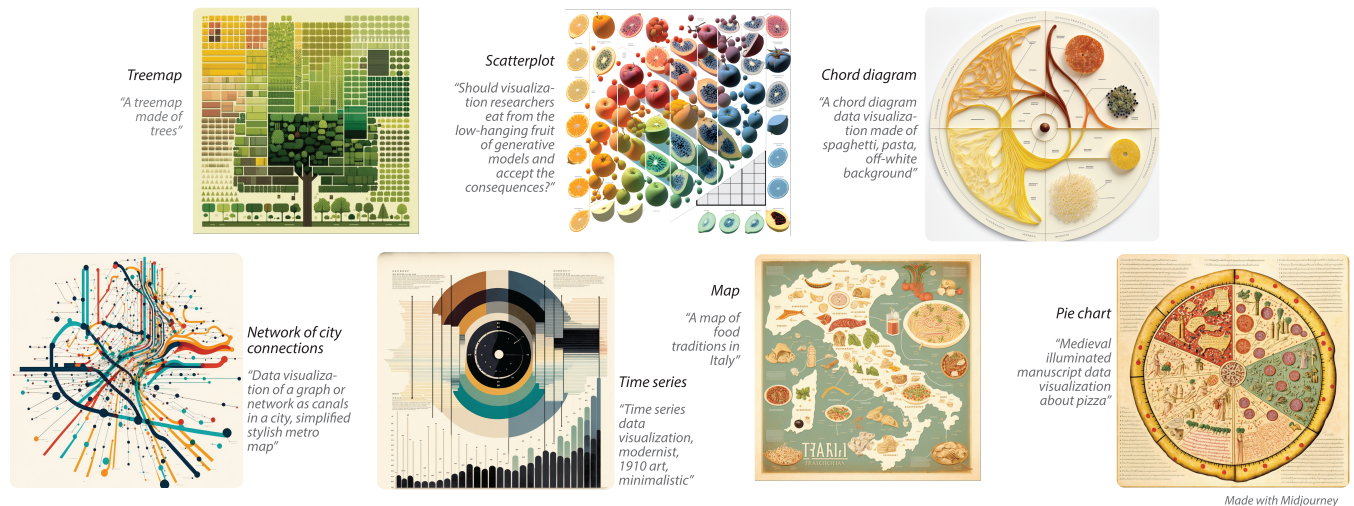 Treemap
“A treemap
made of
trees”
Scatterplot
“Should visualiza-
tion researchers
eat from the
low-hanging fruit
of generative
models and
accept the
consequences?”
Chord diagram
“A chord diagram
data visualiza-
tion made of
spaghetti, pasta,
off-white
background”
Network of city
connections
“Data visualiza-
tion of a graph or
network as canals
in a city, simplified
stylish metro
map”
Time series
“Time series
data
visualization,
modernist,
1910 art,
minimalistic”
Map
“A map of
food
traditions in
Italy”
Pie chart
“Medieval
illuminated
manuscript data
visualization
about pizza”
Made with Midjourney